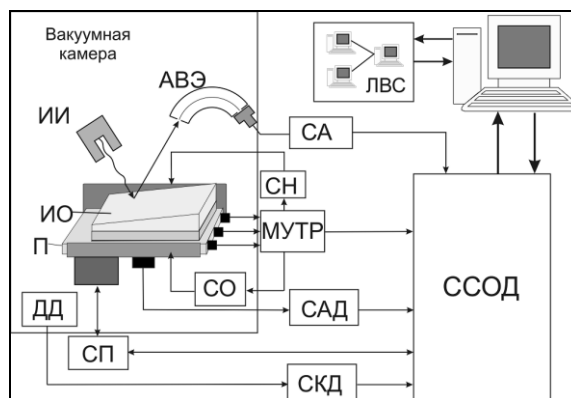 Вакуумная
камера
АВЭ
ИИ
ЛВС
СА
СН
ИО
МУТР
П
СО
ССОД
ДД
САД
СП
СКД